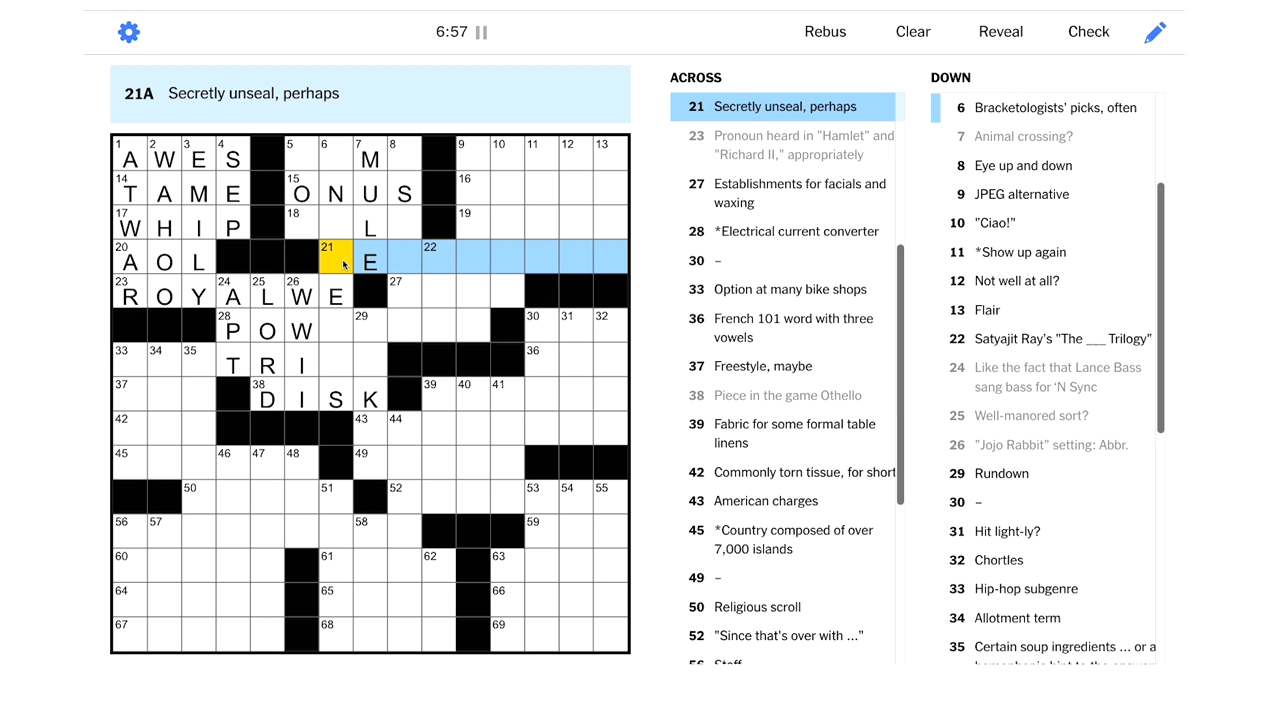 6:57
Rebus Clear Reveal Check
21A Secretly unseal, perhaps
1 2 3 4 5 6 7 8 9 10 11 12 13
A W E S M
14 15 16
T A M E O N U S
17 18 19
W H I P L
20 21 22
A O L E
23 24 25 26 27
R O Y A L W E
28 29 30 31 32
P O W
33 34 35 36
T R I
37 38 39 40 41
D I S K
42 43 44
45 46 47 48 49
50 51 52 53 54 55
56 57 58 59
60 61 62 63
64 65 66
67 68 69
ACROSS
21 Secretly unseal, perhaps
23 Pronoun heard in "Hamlet" and
"Richard II," appropriately
27 Establishments for facials and
waxing
28 *Electrical current converter
30 –
33 Option at many bike shops
36 French 101 word with three
vowels
37 Freestyle, maybe
38 Piece in the game Othello
39 Fabric for some formal table
linens
42 Commonly torn tissue, for short
43 American charges
45 *Country composed of over
7,000 islands
49 –
50 Religious scroll
52 "Since that's over with ..."
56 Staff
DOWN
6 Bracketologists' picks, often
7 Animal crossing?
8 Eye up and down
9 JPEG alternative
10 "Ciao!"
11 *Show up again
12 Not well at all?
13 Flair
22 Satyajit Ray's "The ___ Trilogy"
24 Like the fact that Lance Bass
sang bass for 'N Sync
25 Well-manored sort?
26 "Jojo Rabbit" setting: Abbr.
29 Rundown
30 –
31 Hit light-ly?
32 Chortles
33 Hip-hop subgenre
34 Allotment term
35 Certain soup ingredients ... or a